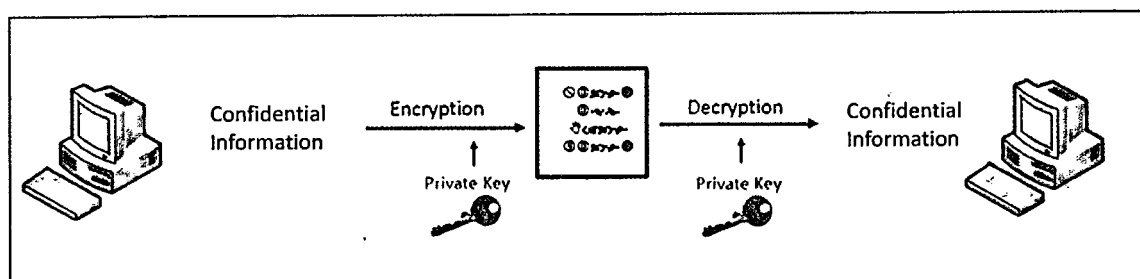 Confidential
Information
Encryption
Private Key
Decryption
Private Key
Confidential
Information